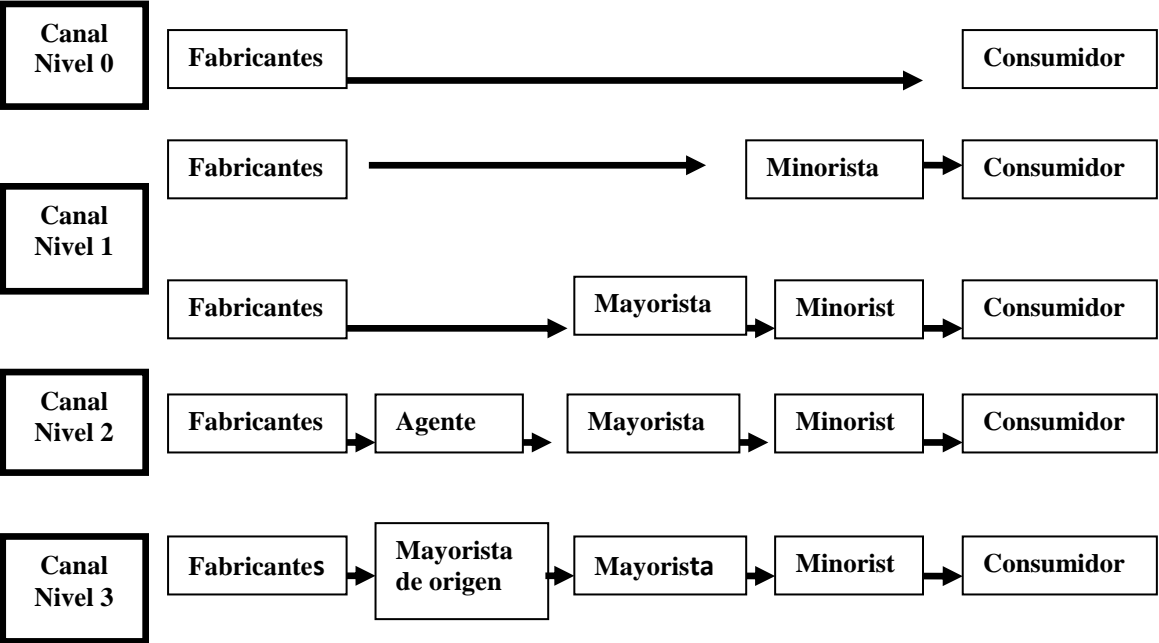 Canal
Nivel 0
Fabricantes
Consumidor
Fabricantes
Minorista
Consumidor
Canal
Nivel 1
Fabricantes
Mayorista
Minorist
Consumidor
Canal
Nivel 2
Fabricantes
Agente
Mayorista
Minorist
Consumidor
Canal
Nivel 3
Fabricantes
Mayorista
de origen
Mayorista
Minorist
Consumidor